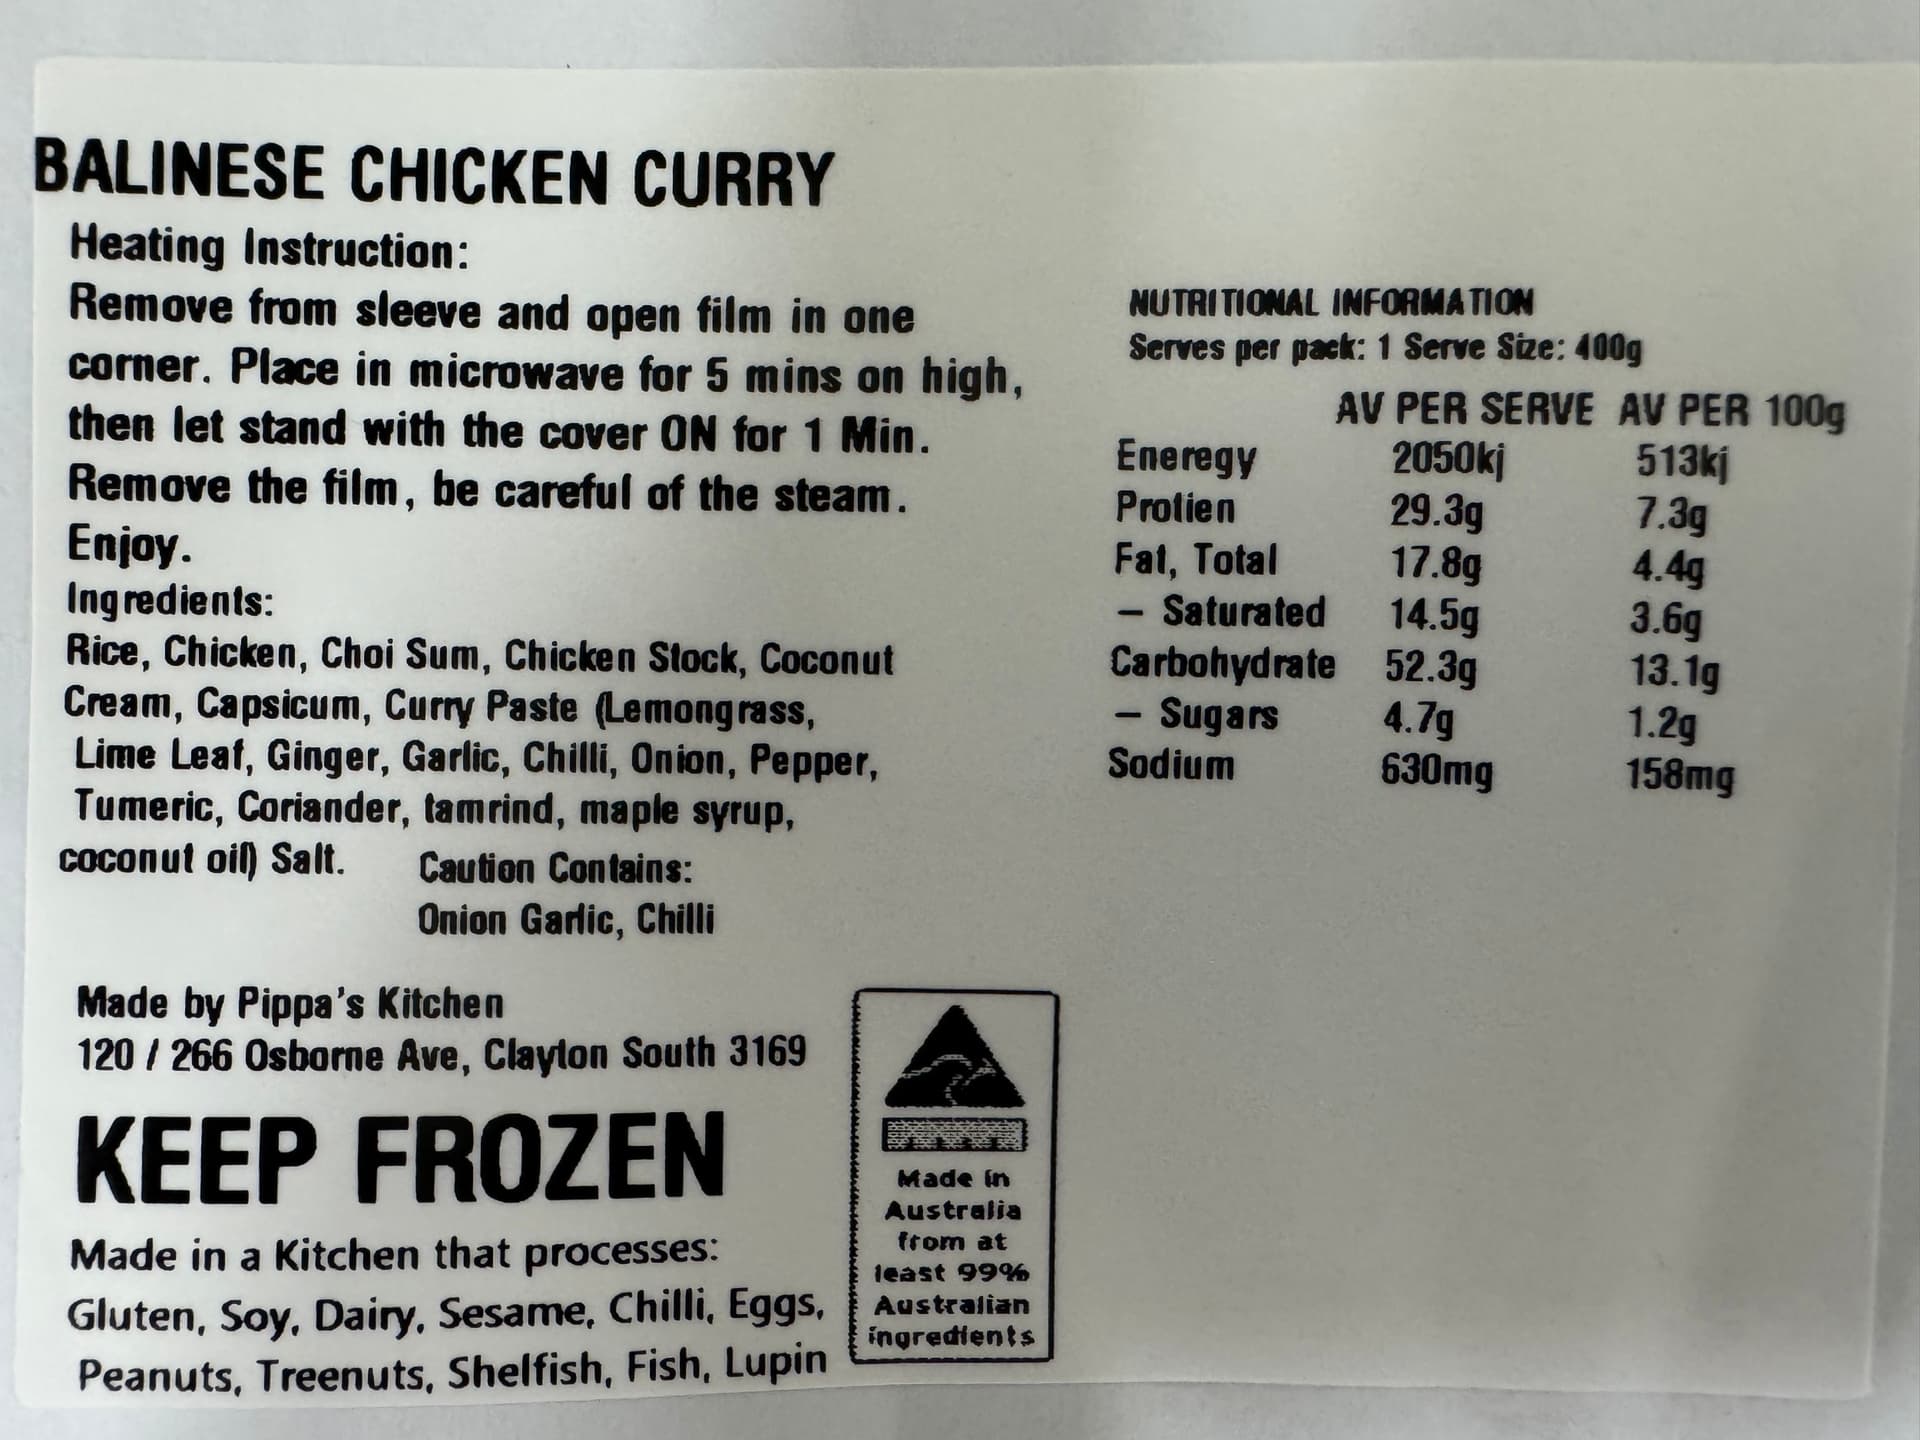 BALINESE CHICKEN CURRY
Heating Instruction:
Remove from sleeve and open film in one
corner. Place in microwave for 5 mins on high,
then let stand with the cover ON for 1 Min.
Remove the film, be careful of the steam.
Enjoy.
Ingredients:
Rice, Chicken, Choi Sum, Chicken Stock, Coconut
Cream, Capsicum, Curry Paste (Lemongrass,
Lime Leaf, Ginger, Garlic, Chilli, Onion, Pepper,
Tumeric, Coriander, tamrind, maple syrup,
coconut oil) Salt.
Caution Contains:
Onion Garlic, Chilli
Made by Pippa's Kitchen
120 / 266 Osborne Ave, Clayton South 3169
KEEP FROZEN
Made in a Kitchen that processes:
Gluten, Soy, Dairy, Sesame, Chilli, Eggs,
Peanuts, Treenuts, Shelfish, Fish, Lupin
Made in
Australia
from at
least 99%
Australian
ingredients
NUTRITIONAL INFORMATION
Serves per pack: 1 Serve Size: 400g
AV PER SERVE AV PER 100g
Eneregy 2050kj 513kj
Protien 29.3g 7.3g
Fat, Total 17.8g 4.4g
– Saturated 14.5g 3.6g
Carbohydrate 52.3g 13.1g
– Sugars 4.7g 1.2g
Sodium 630mg 158mg